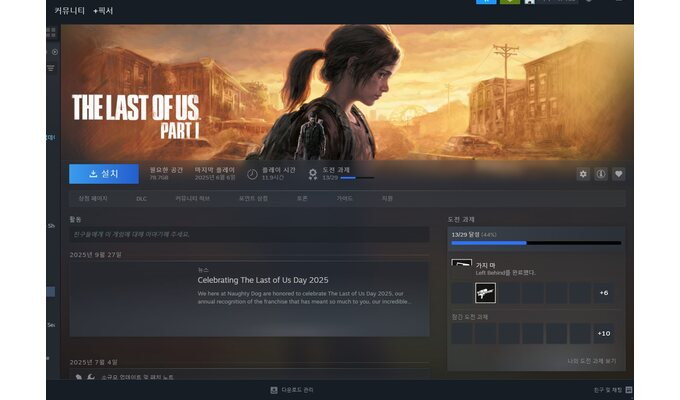 커뮤니티 +픽서
THE LAST OF US
PART I
설치
필요한 공간
78.7GB
마지막 플레이
2025년 6월 6일
플레이 시간
11.9시간
도전 과제
13/29
상점 페이지 DLC 커뮤니티 허브 포인트 상점 토론 가이드 지원
활동
친구들에게 이 게임에 대해 이야기해 주세요.
2025년 9월 27일
뉴스
Celebrating The Last of Us Day 2025
We here at Naughty Dog are honored to celebrate The Last of Us Day 2025, our
annual recognition of the franchise that has meant so much to you, our incredible...
2025년 7월 4일
소규모 업데이트 및 패치 노트
도전 과제
13/29 달성 (44%)
가지 마
Left Behind를 완료했다.
+6
잠긴 도전 과제
+10
나의 도전 과제 보기
다운로드 관리
친구 및 채팅